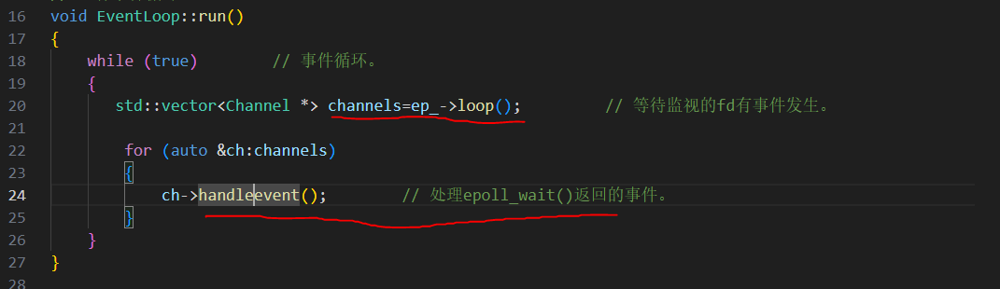 16 void EventLoop::run()
17 {
18 while (true) // 事件循环。
19 {
20 std::vector<Channel *> channels=ep_->loop(); // 等待监视的fd有事件发生。
21
22 for (auto &ch:channels)
23 {
24 ch->handleevent(); // 处理epoll_wait()返回的事件。
25 }
26 }
27 }
28